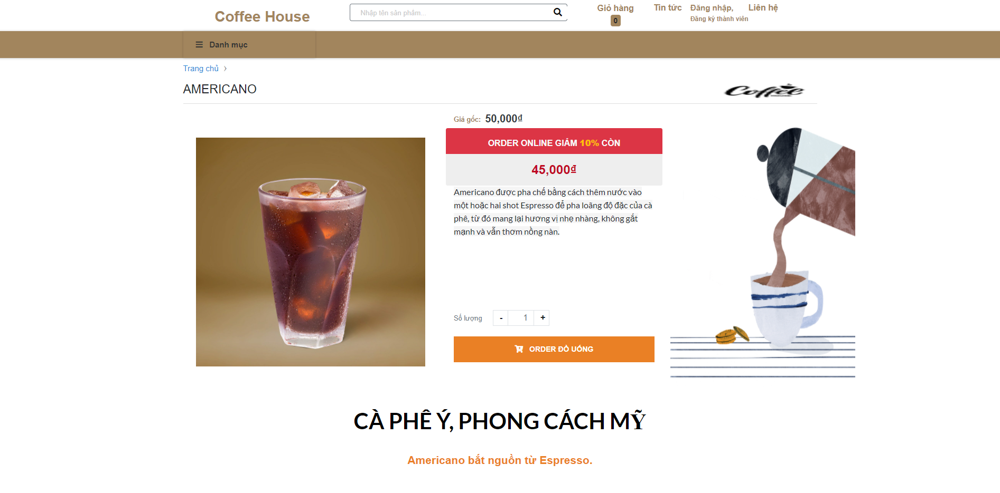 Coffee House
Nhập tên sản phẩm...
Giỏ hàng
0
Tin tức
Đăng nhập,
Đăng ký thành viên
Liên hệ
Danh mục
Trang chủ
AMERICANO
Coffee
Giá gốc: 50,000₫
ORDER ONLINE GIẢM 10% CÒN
45,000₫
Americano được pha chế bằng cách thêm nước vào
một hoặc hai shot Espresso để pha loãng độ đặc của cà
phê, từ đó mang lại hương vị nhẹ nhàng, không gắt
mạnh và vẫn thơm nồng nàn.
Số lượng - 1 +
ORDER ĐỒ UỐNG
CÀ PHÊ Ý, PHONG CÁCH MỸ
Americano bắt nguồn từ Espresso.